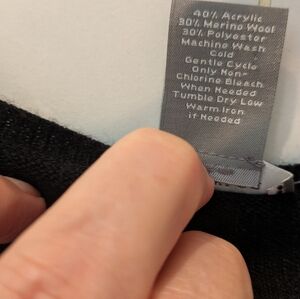 40% Acrylic
30% Merino Wool
30% Polyester
Machine Wash
Cold
Gentle Cycle
Only Non-
Chlorine Bleach
When Needed
Tumble Dry Low
Warm Iron
if Needed